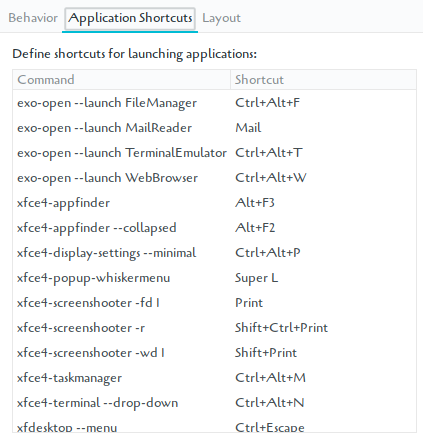 Behavior Application Shortcuts Layout
Define shortcuts for launching applications:
Command Shortcut
exo-open --launch FileManager Ctrl+Alt+F
exo-open --launch MailReader Mail
exo-open --launch TerminalEmulator Ctrl+Alt+T
exo-open --launch WebBrowser Ctrl+Alt+W
xfce4-appfinder Alt+F3
xfce4-appfinder --collapsed Alt+F2
xfce4-display-settings --minimal Ctrl+Alt+P
xfce4-popup-whiskermenu Super L
xfce4-screenshooter -fd 1 Print
xfce4-screenshooter -r Shift+Ctrl+Print
xfce4-screenshooter -wd 1 Shift+Print
xfce4-taskmanager Ctrl+Alt+M
xfce4-terminal --drop-down Ctrl+Alt+N
xfdesktop --menu Ctrl+Escape